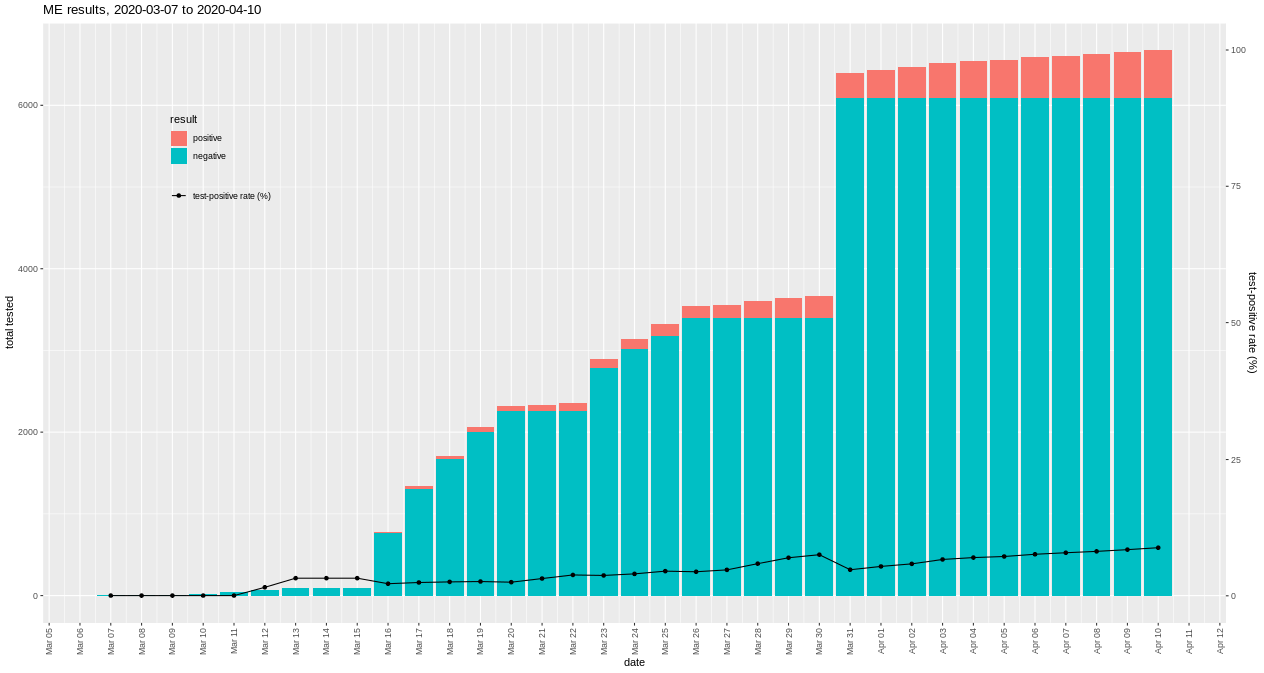 ME results, 2020-03-07 to 2020-04-10
100
6000
result
positive
negative
75
test-positive rate (%)
4000
total tested
test-positive rate (%)
50
2000
25
0
0
Mar 05
Mar 06
Mar 07
Mar 08
Mar 09
Mar 10
Mar 11
Mar 12
Mar 13
Mar 14
Mar 15
Mar 16
Mar 17
Mar 18
Mar 19
Mar 20
Mar 21
Mar 22
Mar 23
Mar 24
Mar 25
Mar 26
Mar 27
Mar 28
Mar 29
Mar 30
Mar 31
Apr 01
Apr 02
Apr 03
Apr 04
Apr 05
Apr 06
Apr 07
Apr 08
Apr 09
Apr 10
Apr 11
Apr 12
date